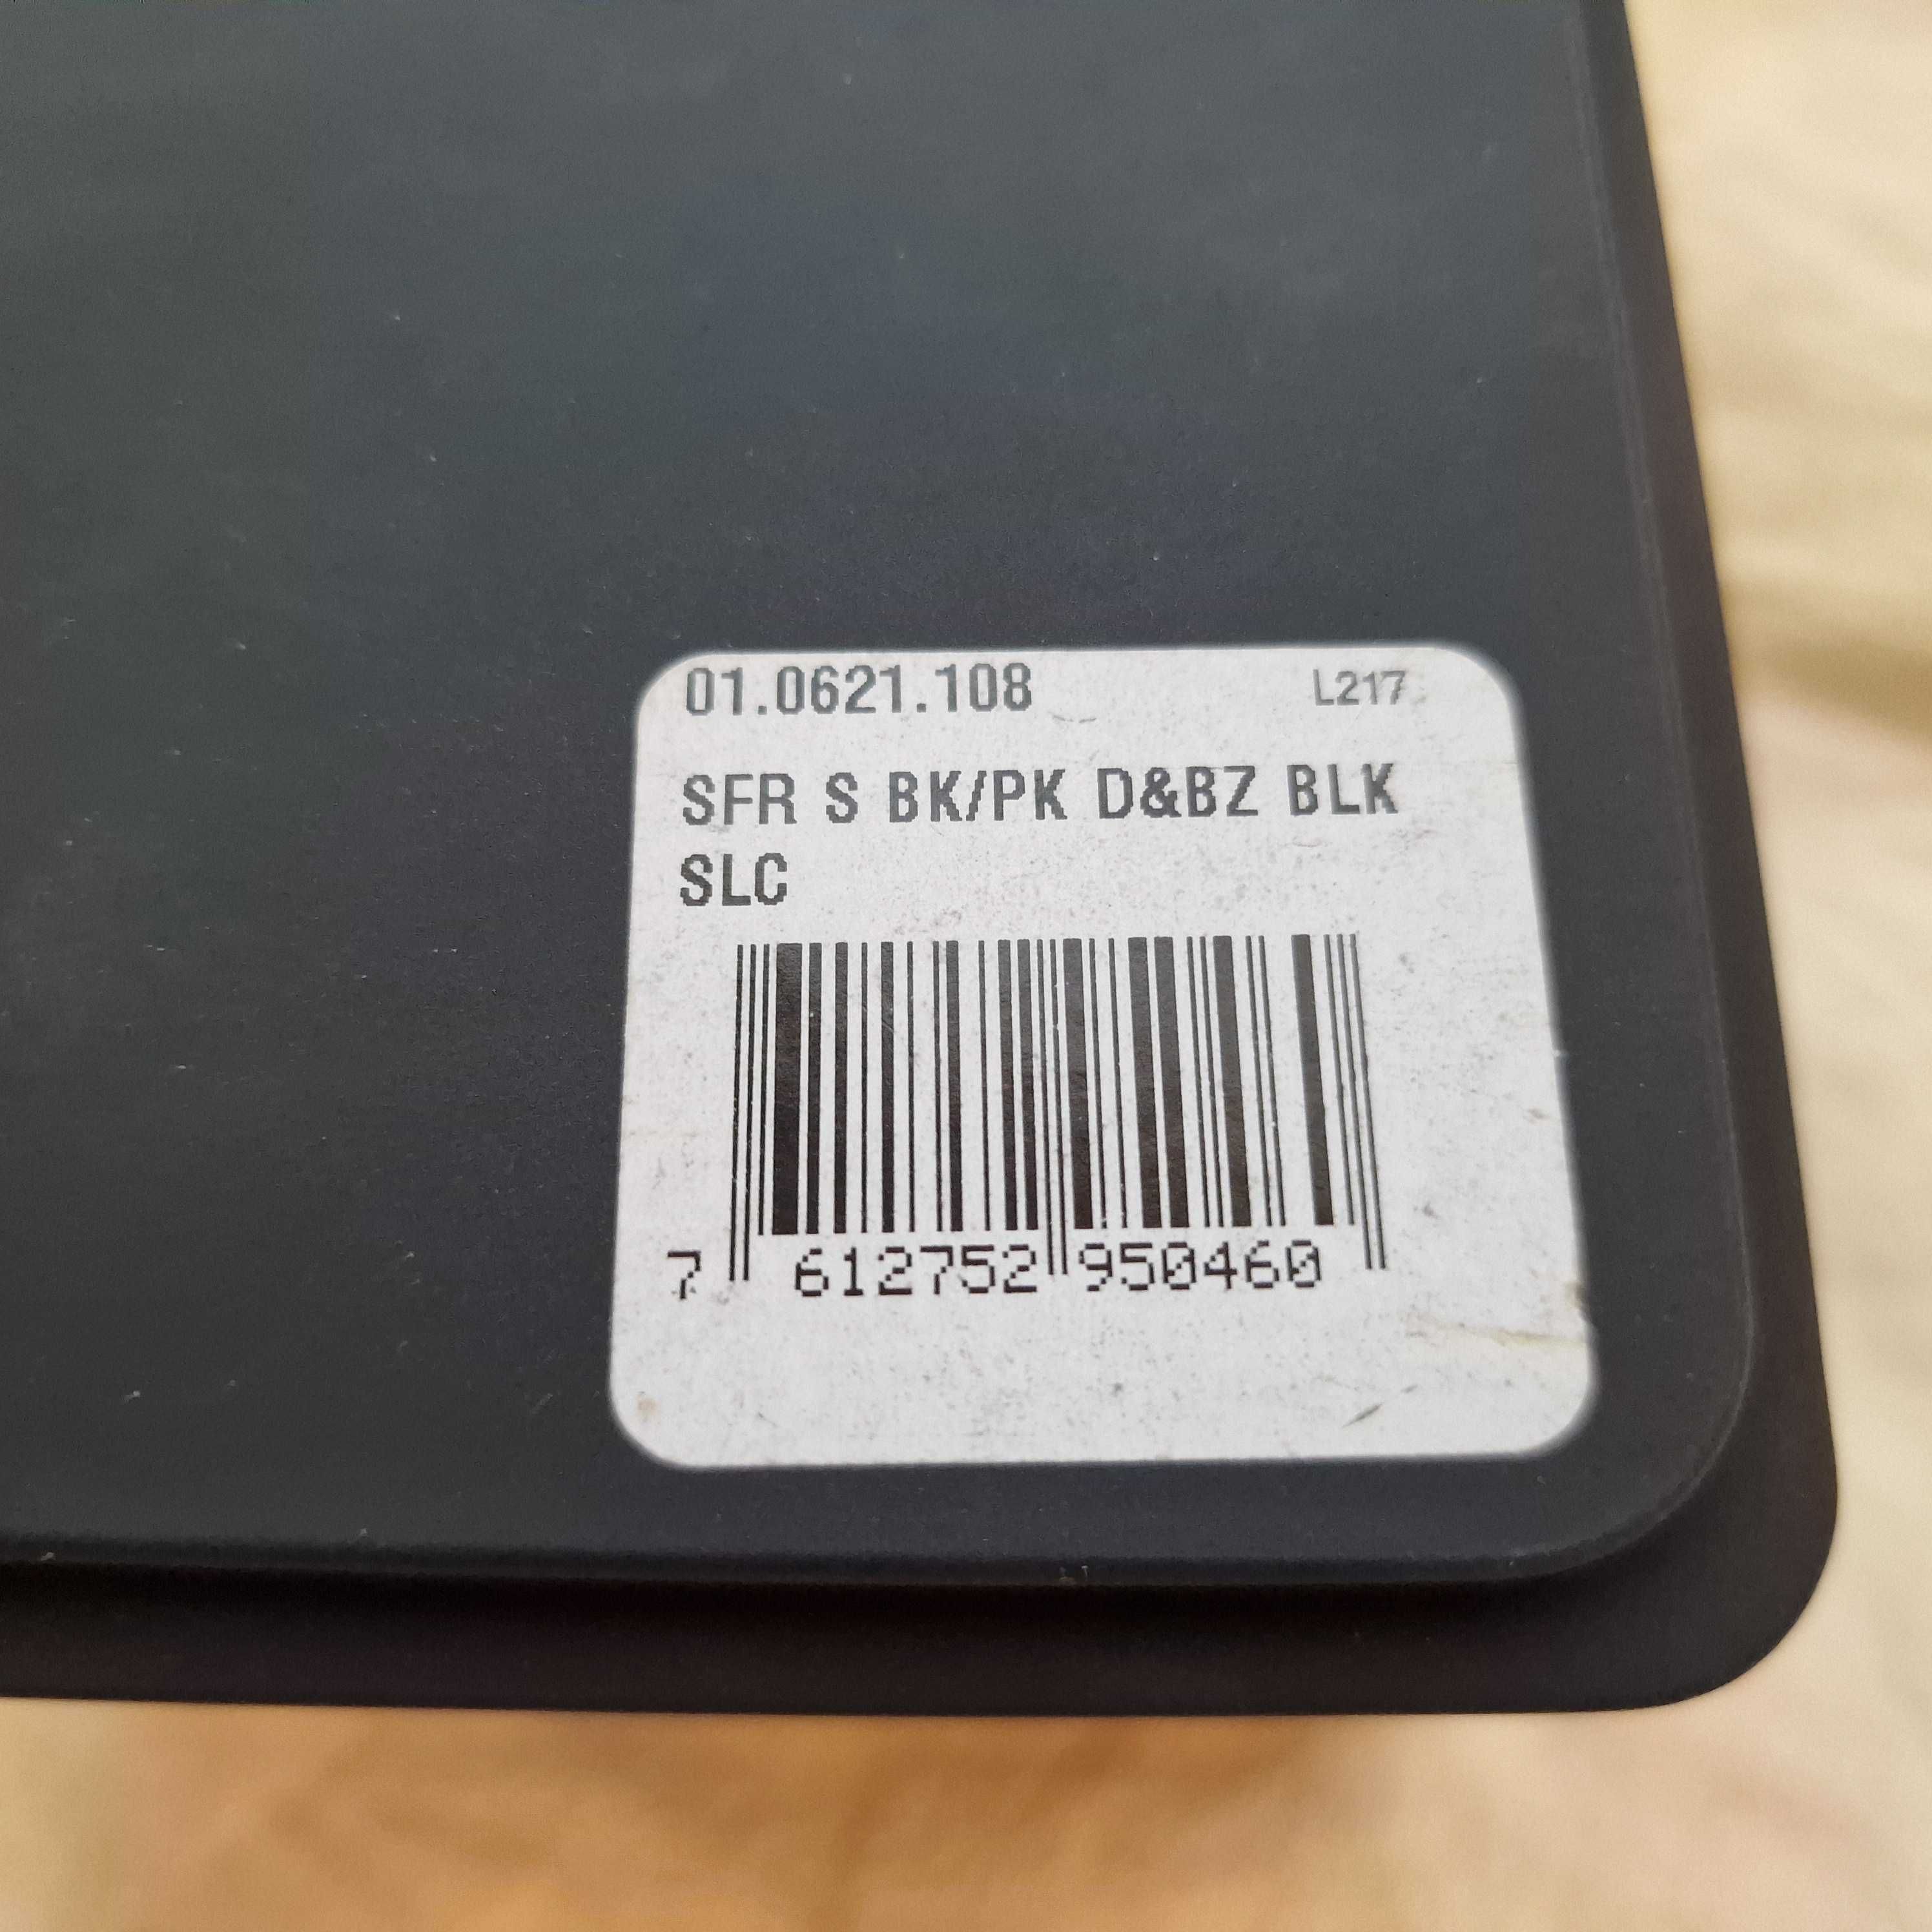 01.0621.108 L217
SFR S BK/PK D&BZ BLK
SLC
7 612752 950460